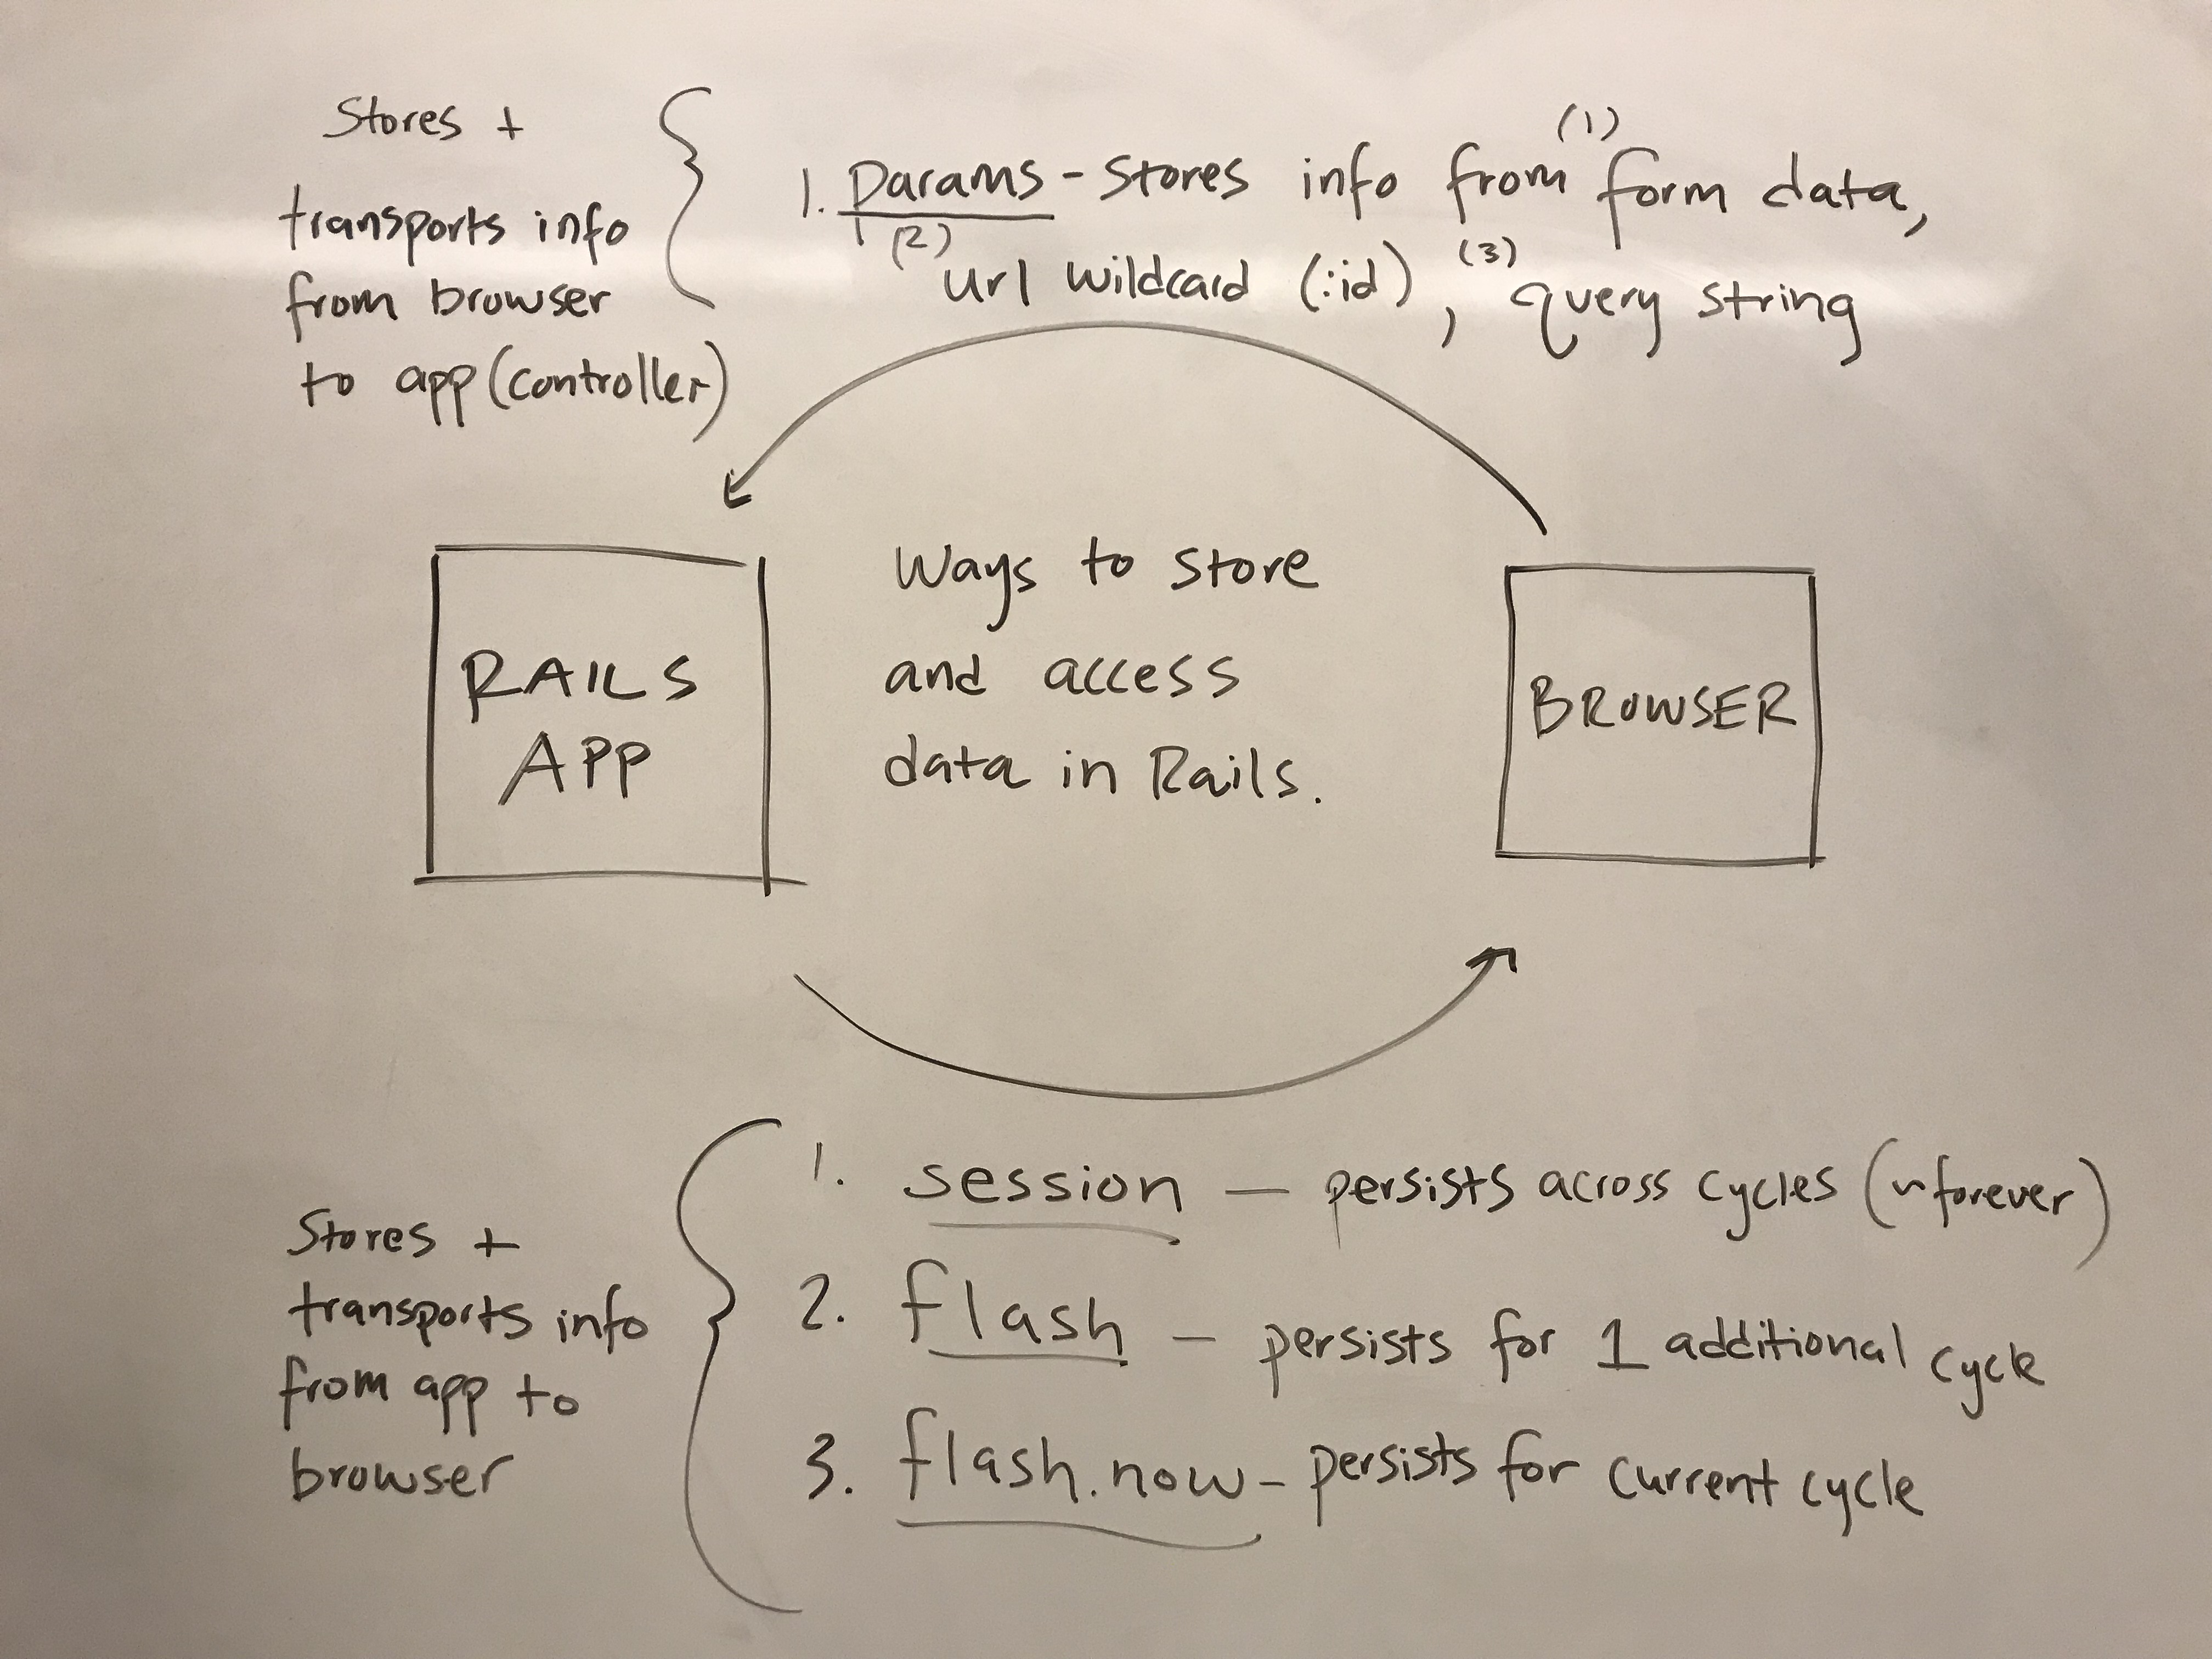 Stores +
transports info
from browser
to app (controller)
1. params - stores info from (1) form data,
(2) url wildcard (:id), (3) query string
RAILS
APP
Ways to store
and access
data in Rails.
BROWSER
Stores +
transports info
from app to
browser
1. session — persists across cycles (~forever)
2. flash — persists for 1 additional cycle
3. flash.now - persists for current cycle